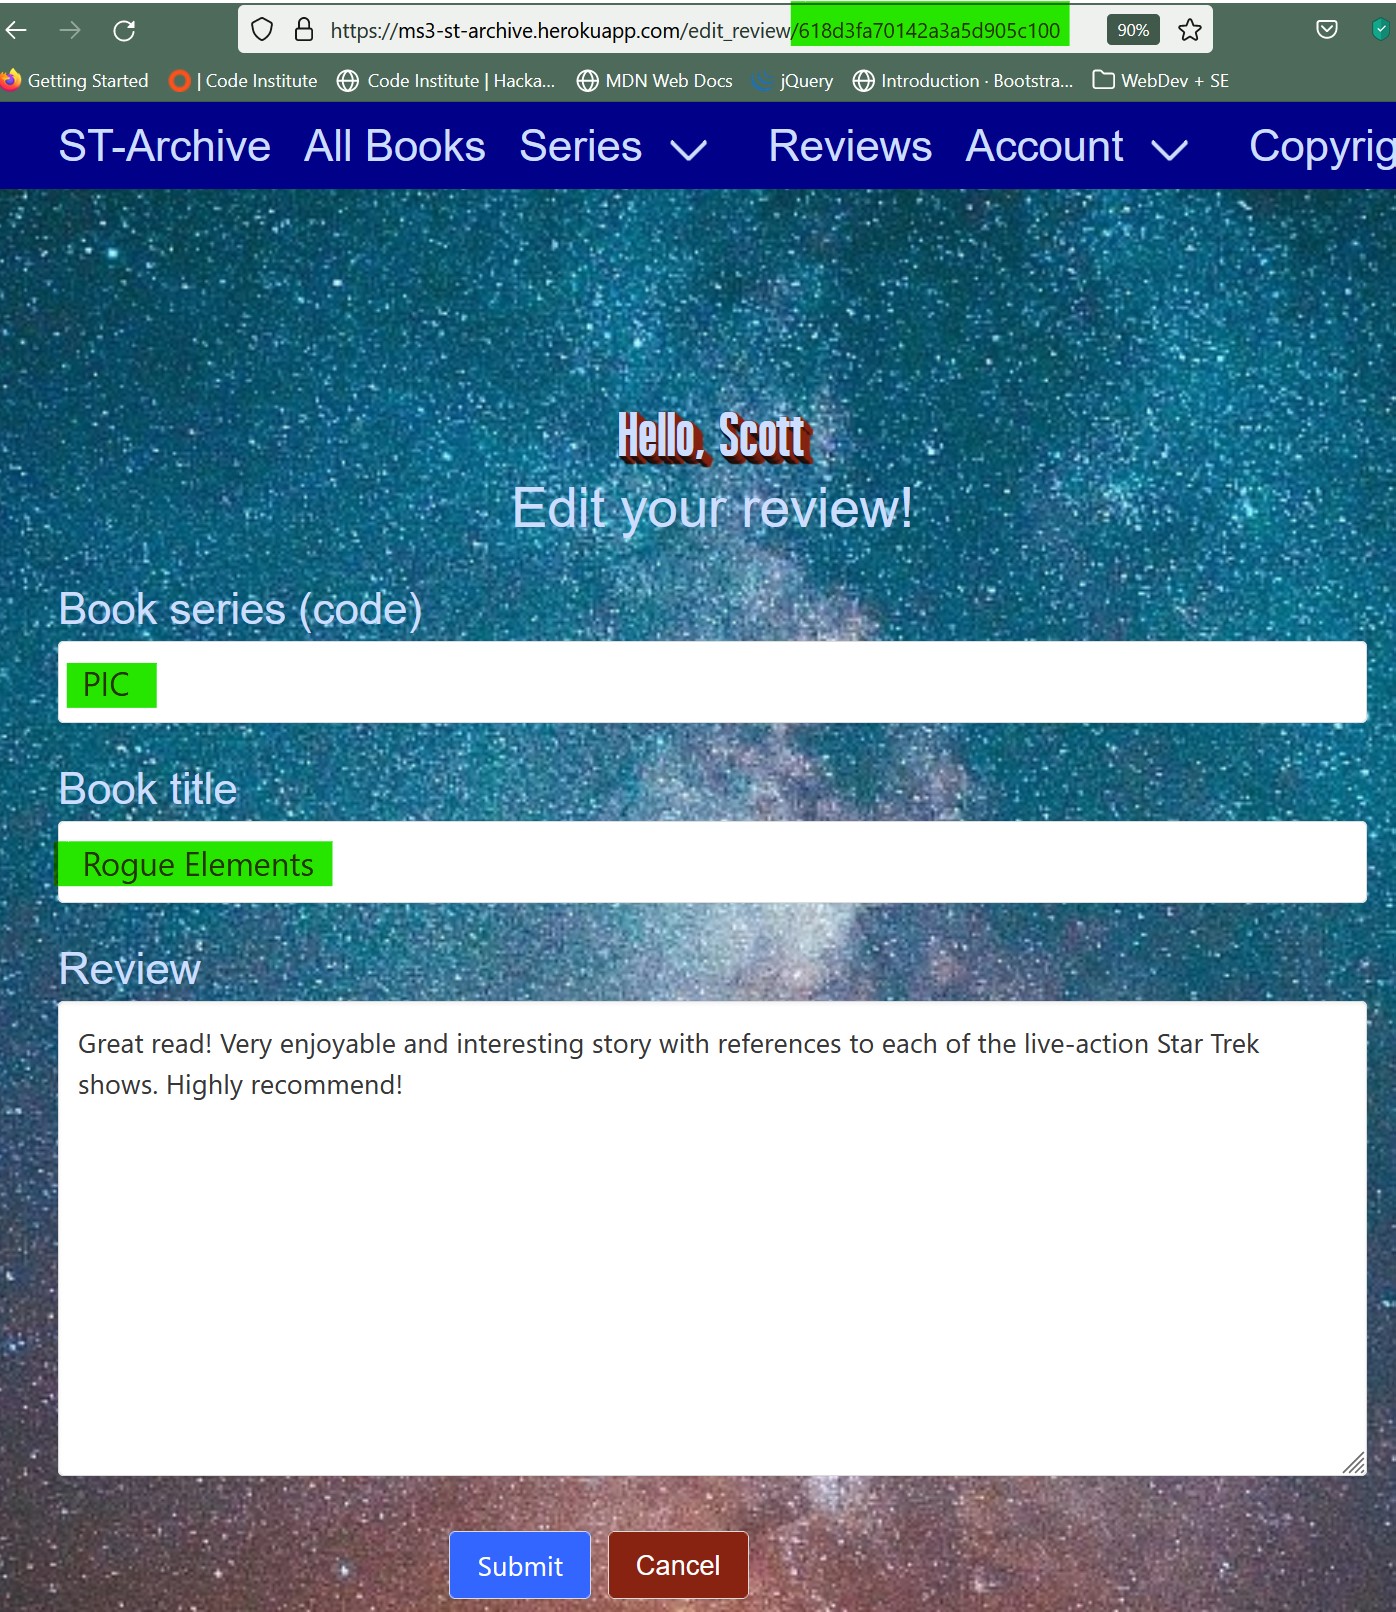 https://ms3-st-archive.herokuapp.com/edit_review/618d3fa70142a3a5d905c100 90%
Getting Started | Code Institute Code Institute | Hacka... MDN Web Docs jQuery Introduction · Bootstra... WebDev + SE
ST-Archive All Books Series Reviews Account Copyrig
Hello, Scott
Edit your review!
Book series (code)
PIC
Book title
Rogue Elements
Review
Great read! Very enjoyable and interesting story with references to each of the live-action Star Trek
shows. Highly recommend!
Submit Cancel